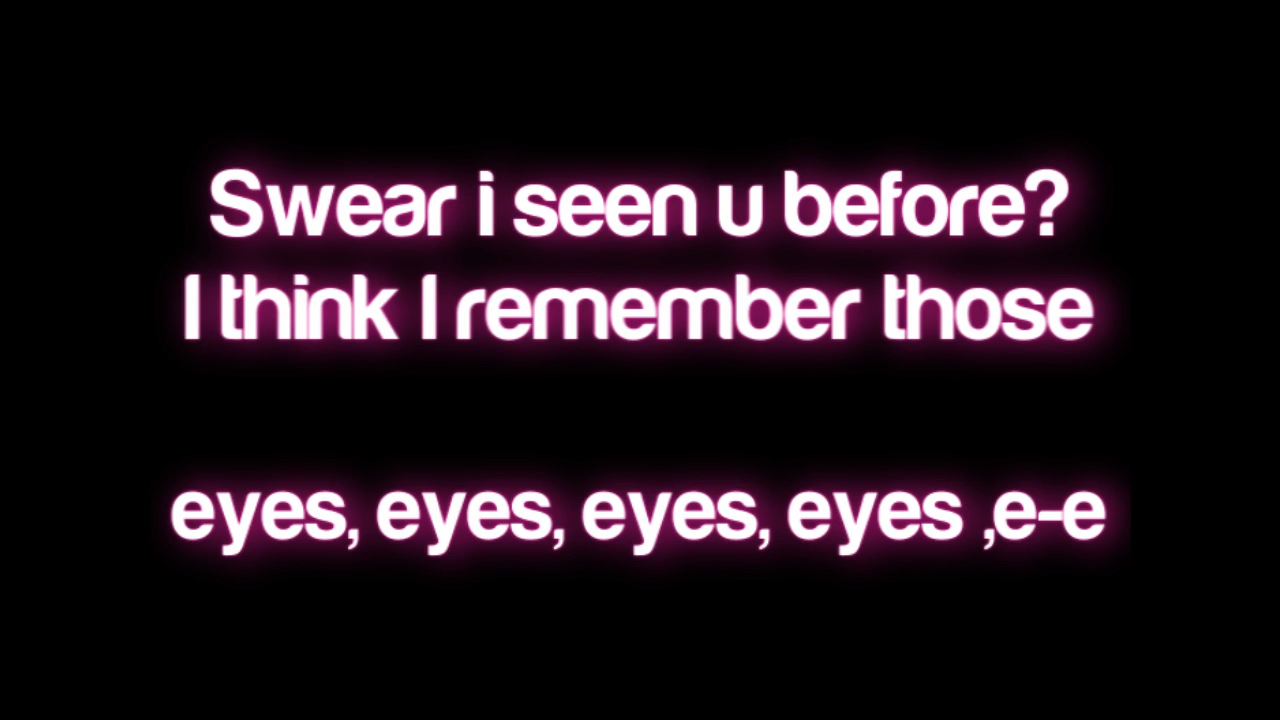 Swear i seen u before?
I think I remember those
eyes, eyes, eyes, eyes ,e-e